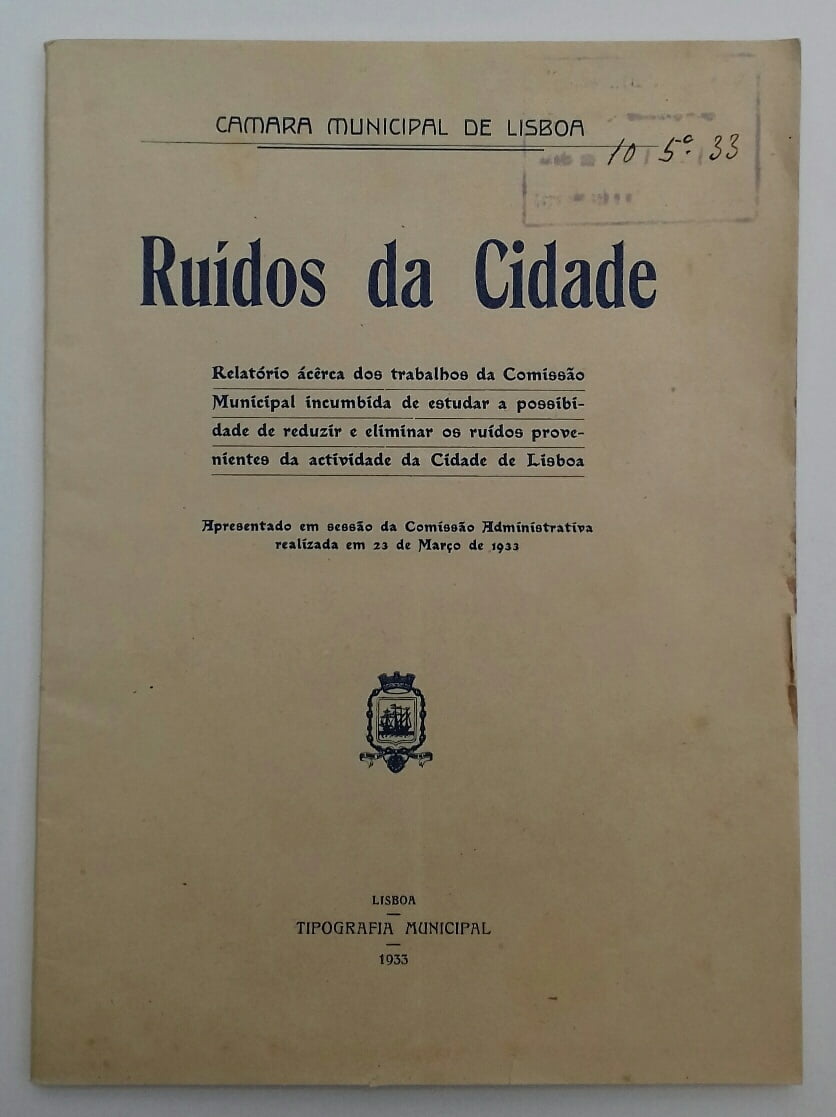 CAMARA MUNICIPAL DE LISBOA
10 5º 33
Ruídos da Cidade
Relatório ácêrca dos trabalhos da Comissão
Municipal incumbida de estudar a possibi-
dade de reduzir e eliminar os ruídos prove-
nientes da actividade da Cidade de Lisboa
Apresentado em sessão da Comissão Administrativa
realizada em 23 de Março de 1933
LISBOA
TIPOGRAFIA MUNICIPAL
1933